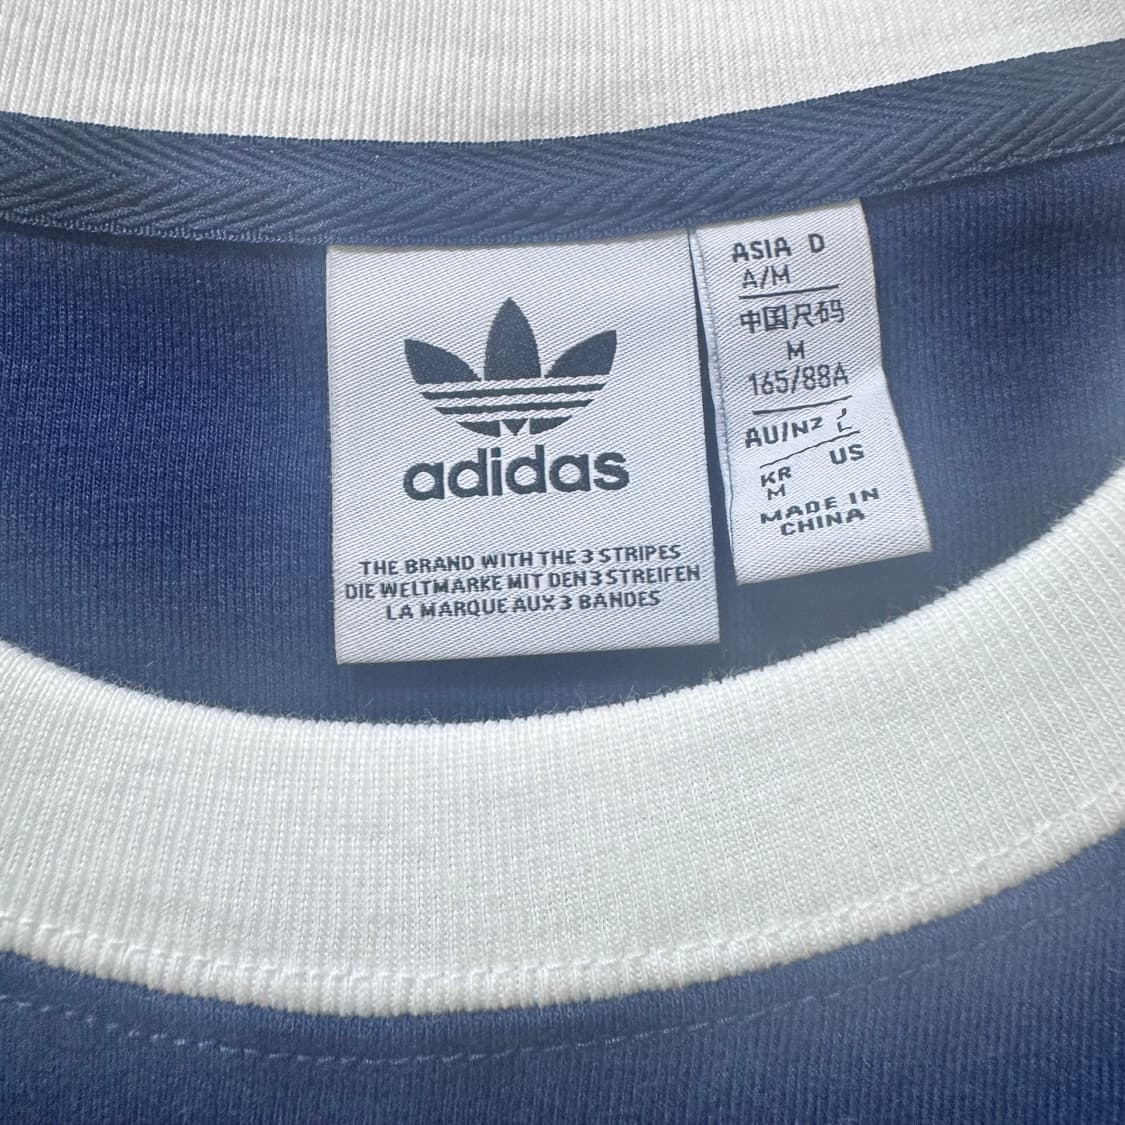 adidas
THE BRAND WITH THE 3 STRIPES
DIE WELTMARKE MIT DEN 3 STREIFEN
LA MARQUE AUX 3 BANDES
ASIA D
A/M
中国尺码
M
165/88A
AU/NZ
KR US
M
MADE IN
CHINA